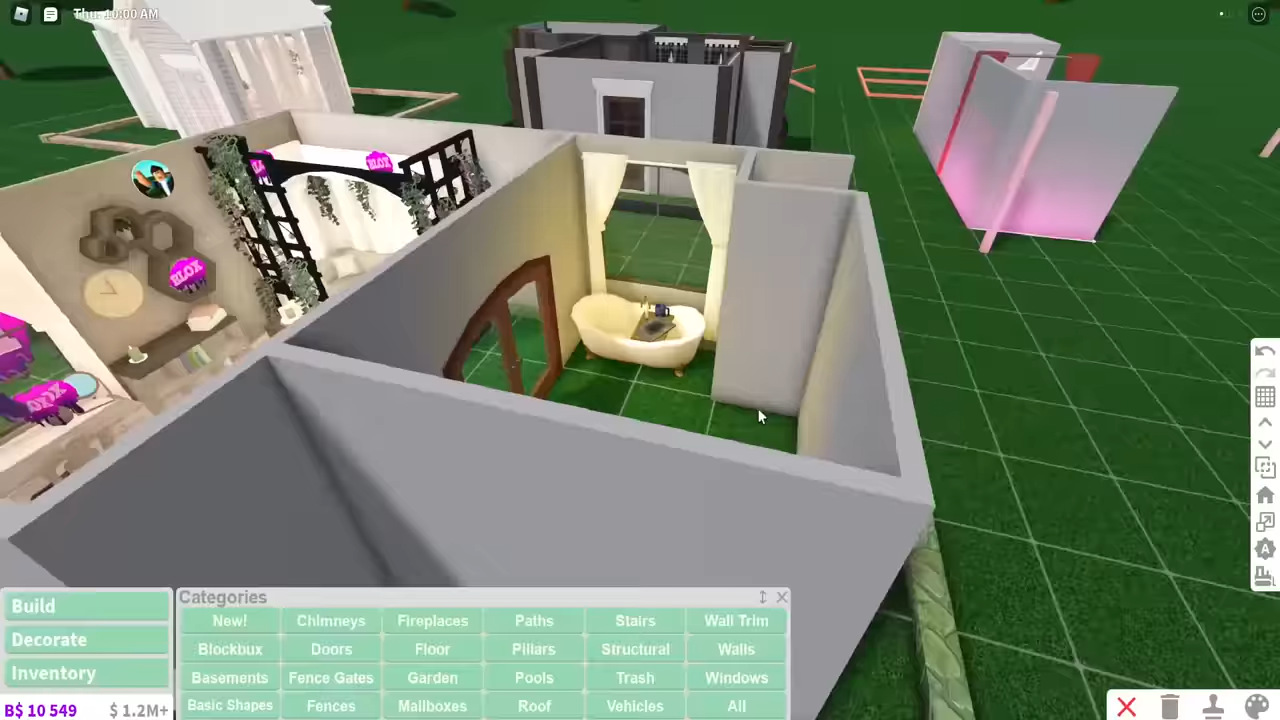 Thu. 10:00 AM
BLOX
BLOX
Build
Decorate
Inventory
B$ 10 549
$ 1.2M+
Categories
New! Chimneys Fireplaces Paths Stairs Wall Trim
Blockbux Doors Floor Pillars Structural Walls
Basements Fence Gates Garden Pools Trash Windows
Basic Shapes Fences Mailboxes Roof Vehicles All
A